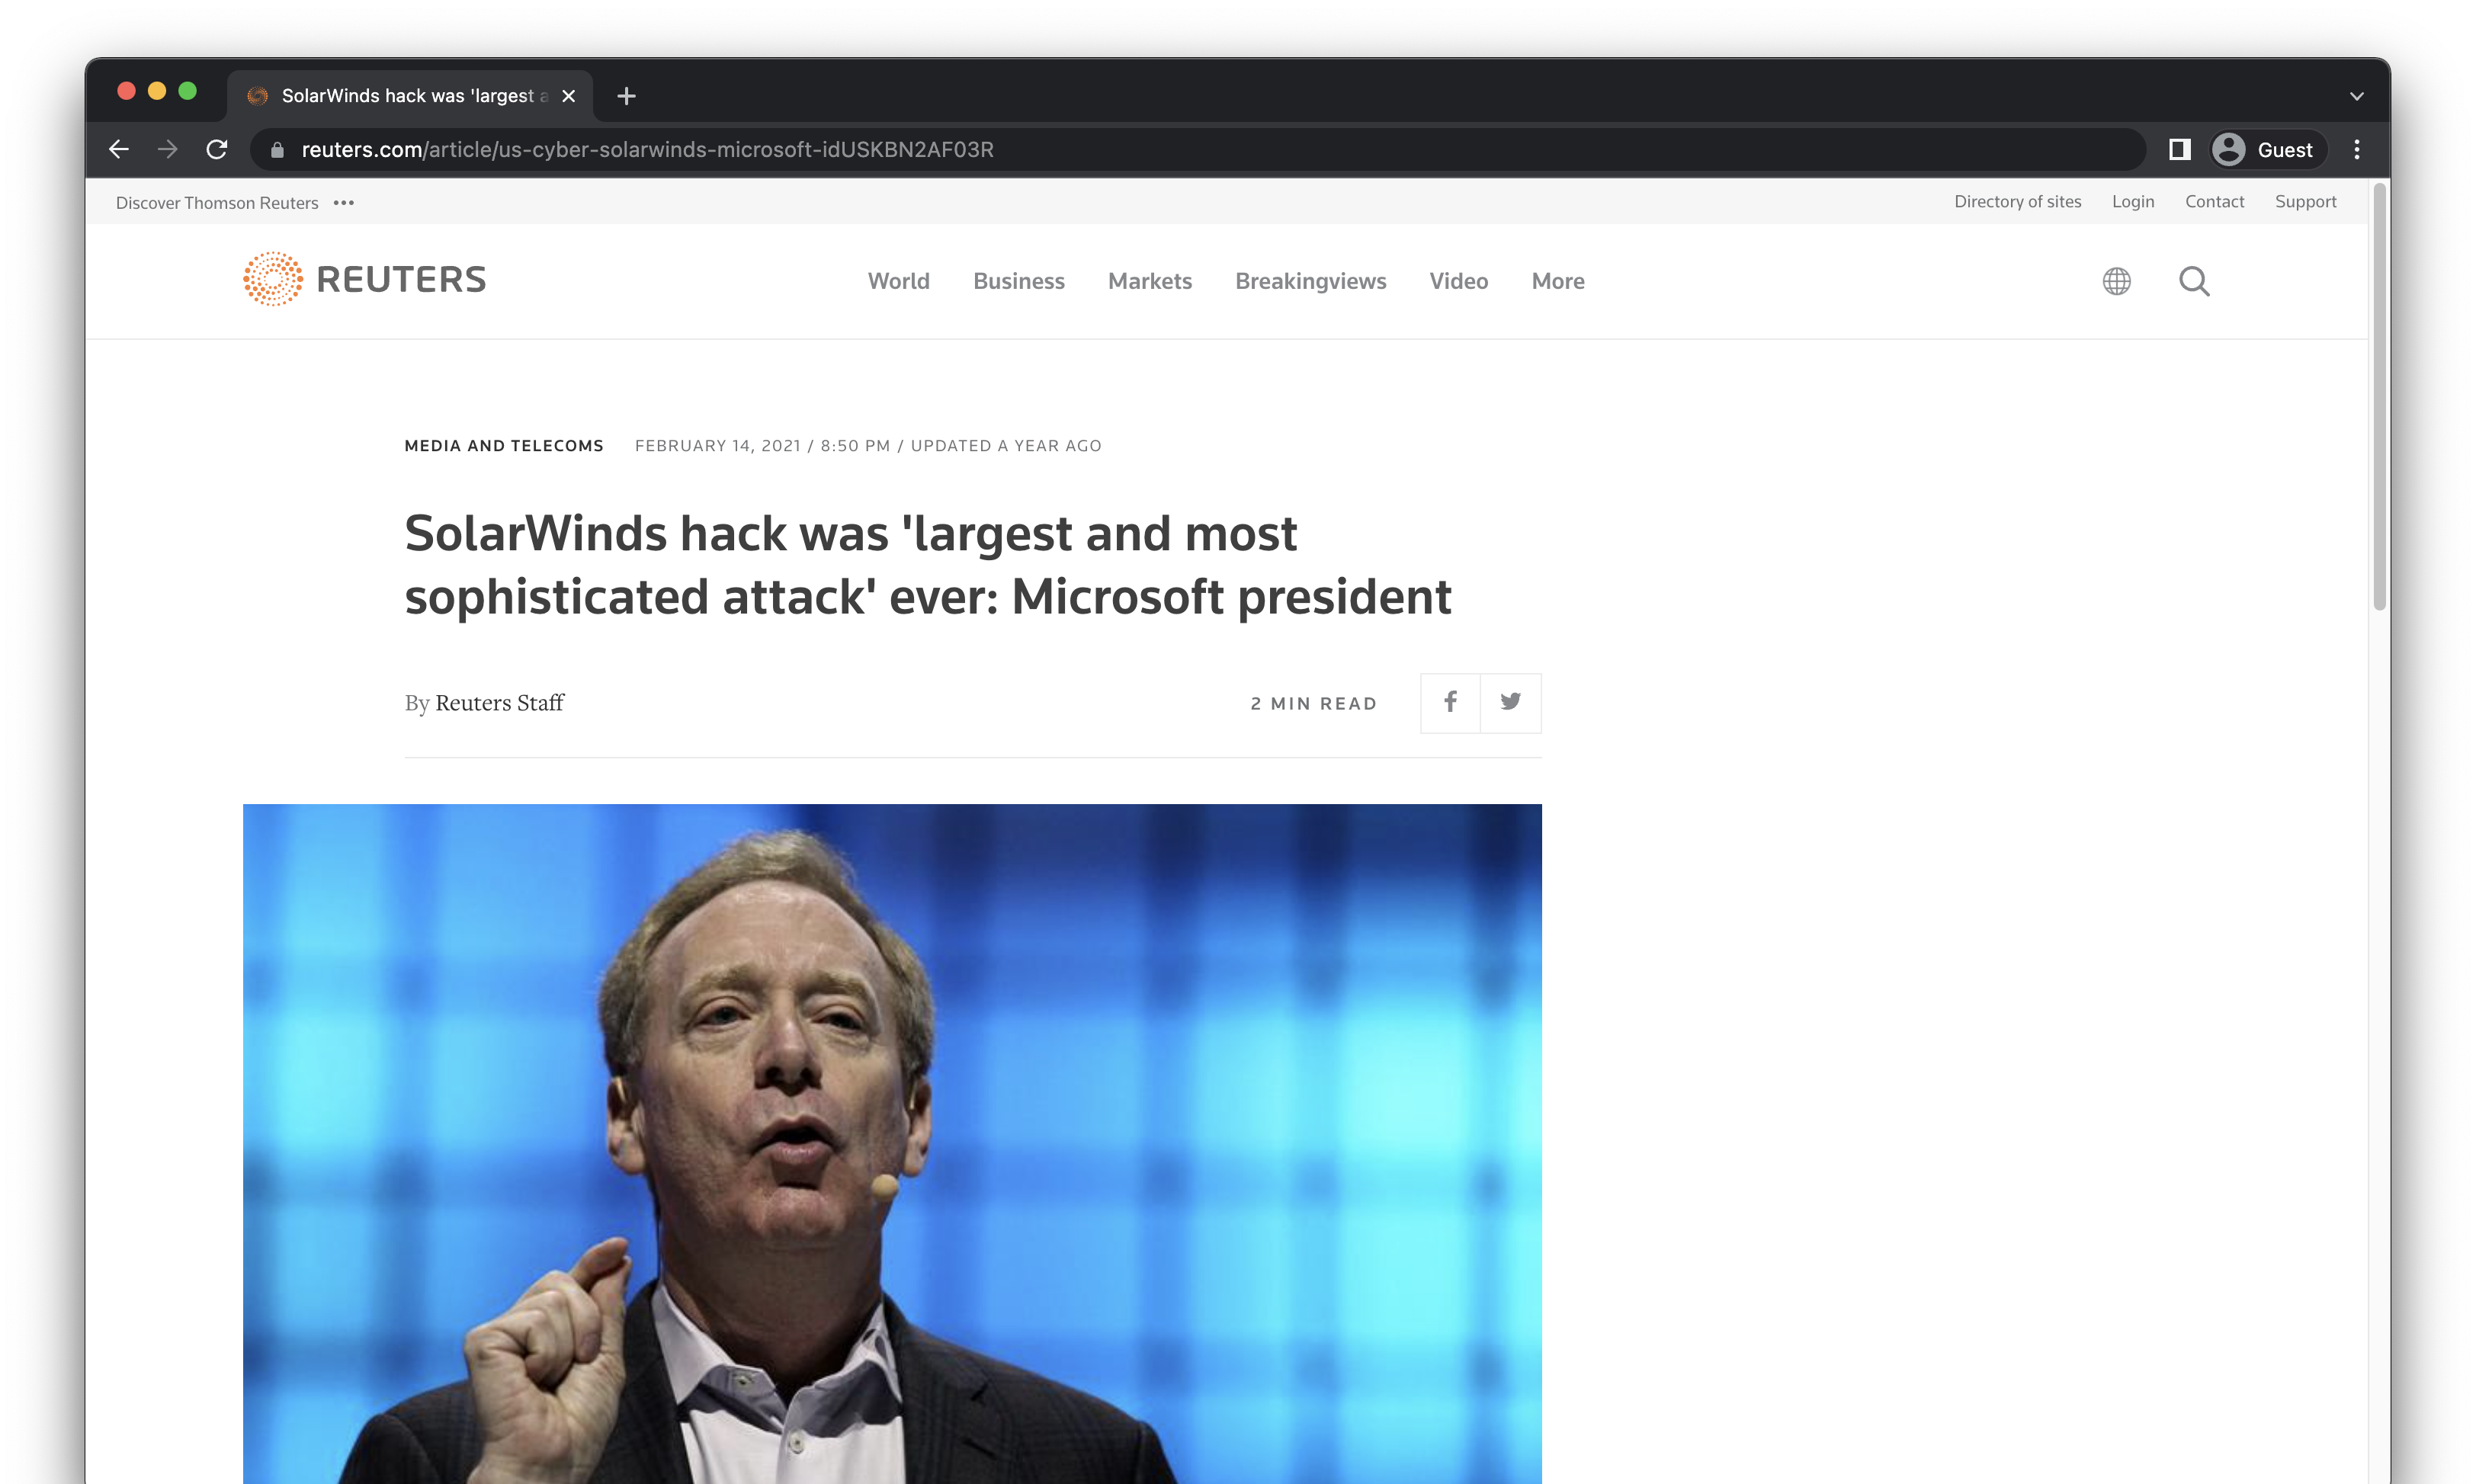 SolarWinds hack was 'largest
reuters.com/article/us-cyber-solarwinds-microsoft-idUSKBN2AF03R
Guest
Discover Thomson Reuters •••
Directory of sites Login Contact Support
REUTERS
World Business Markets Breakingviews Video More
MEDIA AND TELECOMS FEBRUARY 14, 2021 / 8:50 PM / UPDATED A YEAR AGO
SolarWinds hack was 'largest and most
sophisticated attack' ever: Microsoft president
By Reuters Staff
2 MIN READ